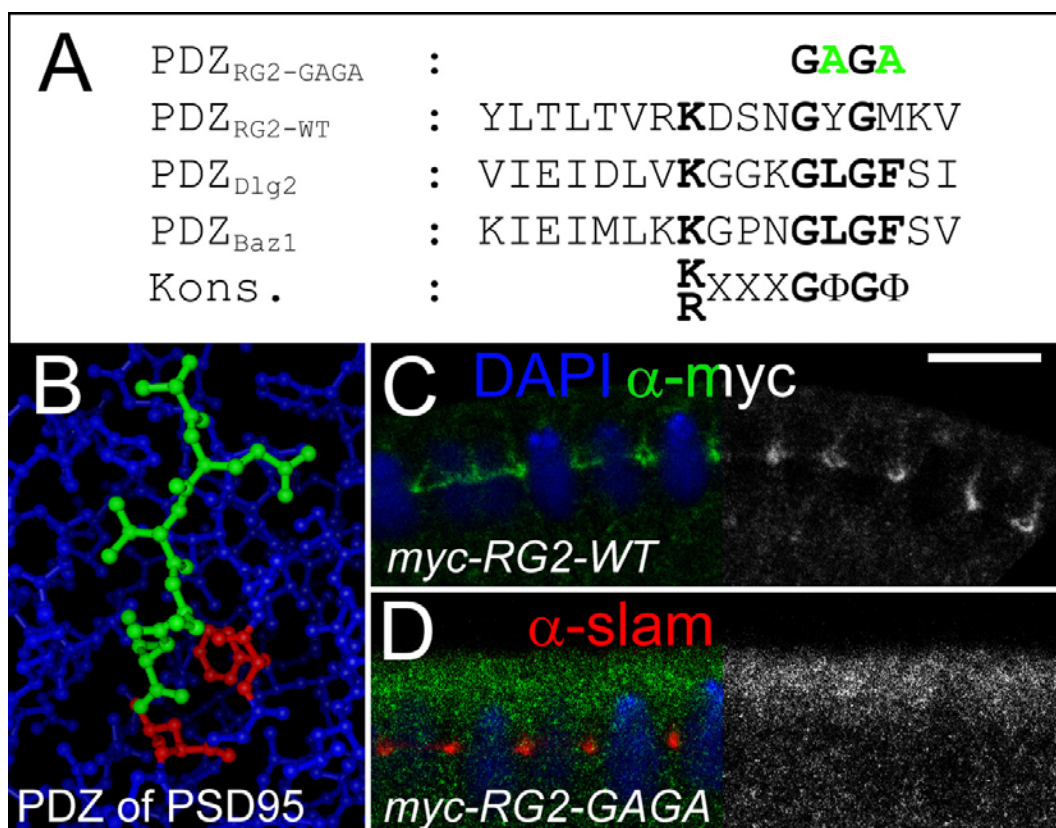 A
PDZRG2-GAGA : GAGA
PDZRG2-WT : YLTLTVRKDSNGYGMKV
PDZDlg2 : VIEIDLVKGGKGLGFSI
PDZBaz1 : KIEIMLKKGPNGLGFSV
Kons. : K/RXXXGΦGΦ
B
PDZ of PSD95
C DAPI α-myc
myc-RG2-WT
D α-slam
myc-RG2-GAGA